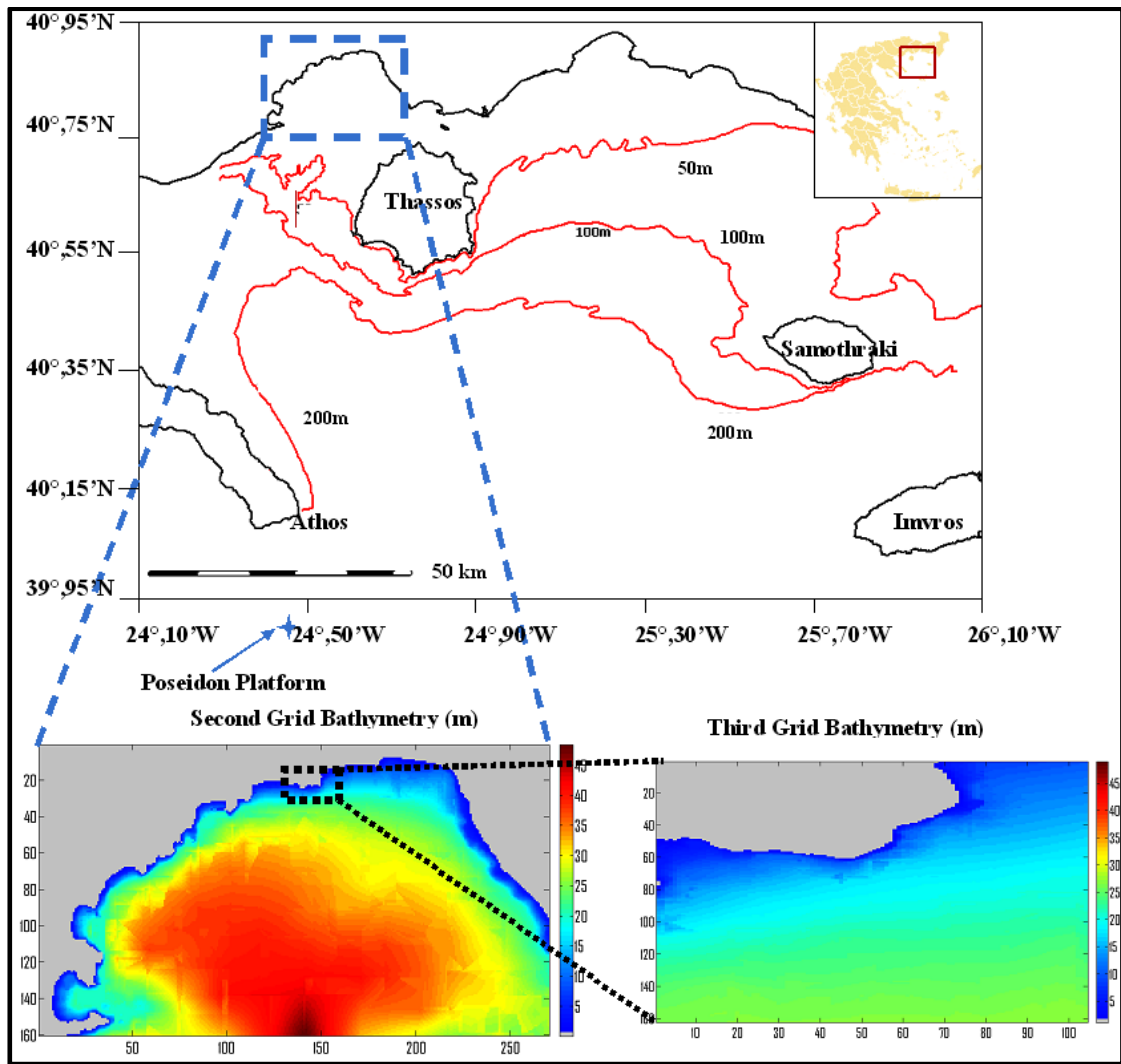 40°,95’N
40°,75’N
40°,55’N
40°,35’N
40°,15’N
39°,95’N
Thassos
50m
100m
100m
Samothraki
200m
200m
Athos
Imvros
50 km
24°,10’W
24°,50’W
24°,90’W
25°,30’W
25°,70’W
26°,10’W
Poseidon Platform
Second Grid Bathymetry (m)
20
40
60
80
100
120
140
160
50
100
150
200
250
45
40
35
30
25
20
15
10
5
Third Grid Bathymetry (m)
20
40
60
80
100
120
140
160
10
20
30
40
50
60
70
80
90
100
45
40
35
30
25
20
15
10
5